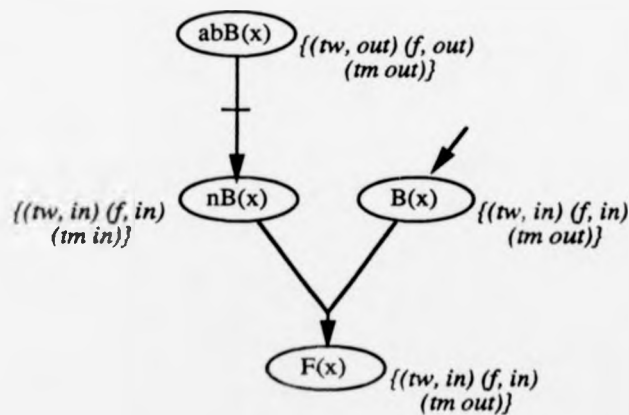 abB(x)
{(tw, out) (f, out)
(tm out)}
{(tw, in) (f, in)
(tm in)}
nB(x)
B(x)
{(tw, in) (f, in)
(tm out)}
F(x)
{(tw, in) (f, in)
(tm out)}